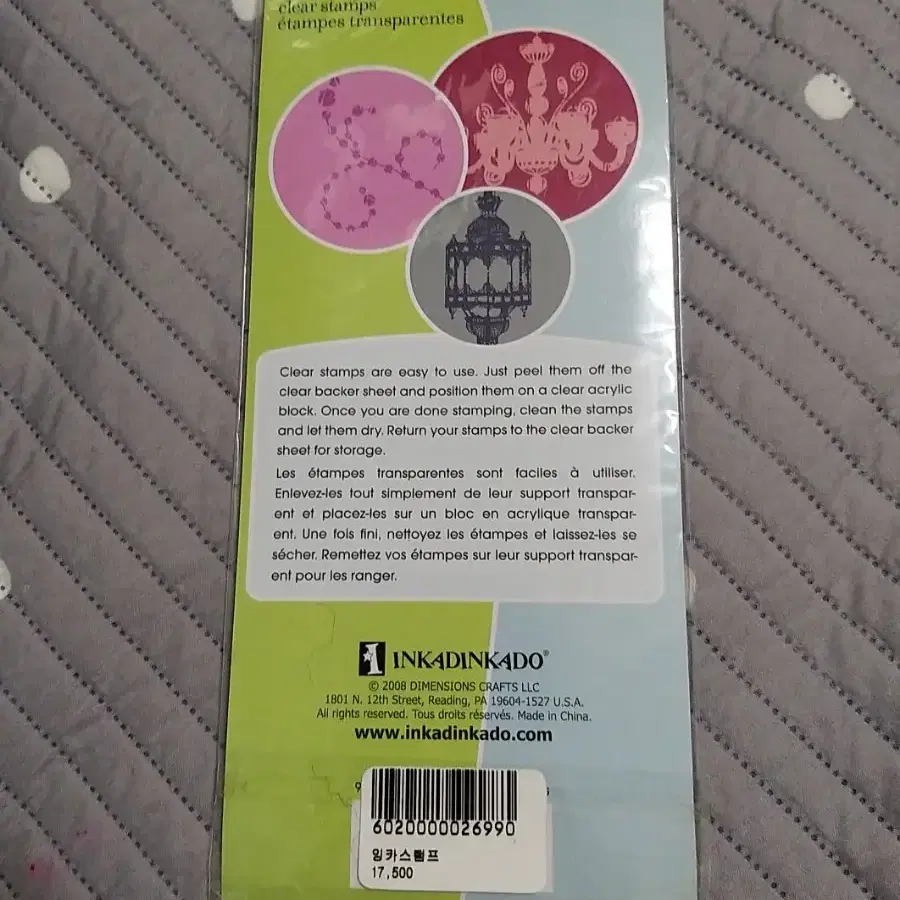 clear stamps
étampes transparentes
Clear stamps are easy to use. Just peel them off the
clear backer sheet and position them on a clear acrylic
block. Once you are done stamping, clean the stamps
and let them dry. Return your stamps to the clear backer
sheet for storage.
Les étampes transparentes sont faciles à utiliser.
Enlevez-les tout simplement de leur support transpar-
ent et placez-les sur un bloc en acrylique transpar-
ent. Une fois fini, nettoyez les étampes et laissez-les se
sécher. Remettez vos étampes sur leur support transpar-
ent pour les ranger.
INKADINKADO®
© 2008 DIMENSIONS CRAFTS LLC
1801 N. 12th Street, Reading, PA 19604-1527 U.S.A.
All rights reserved. Tous droits réservés. Made in China.
www.inkadinkado.com
6020000026990
잉카스탬프
17,500